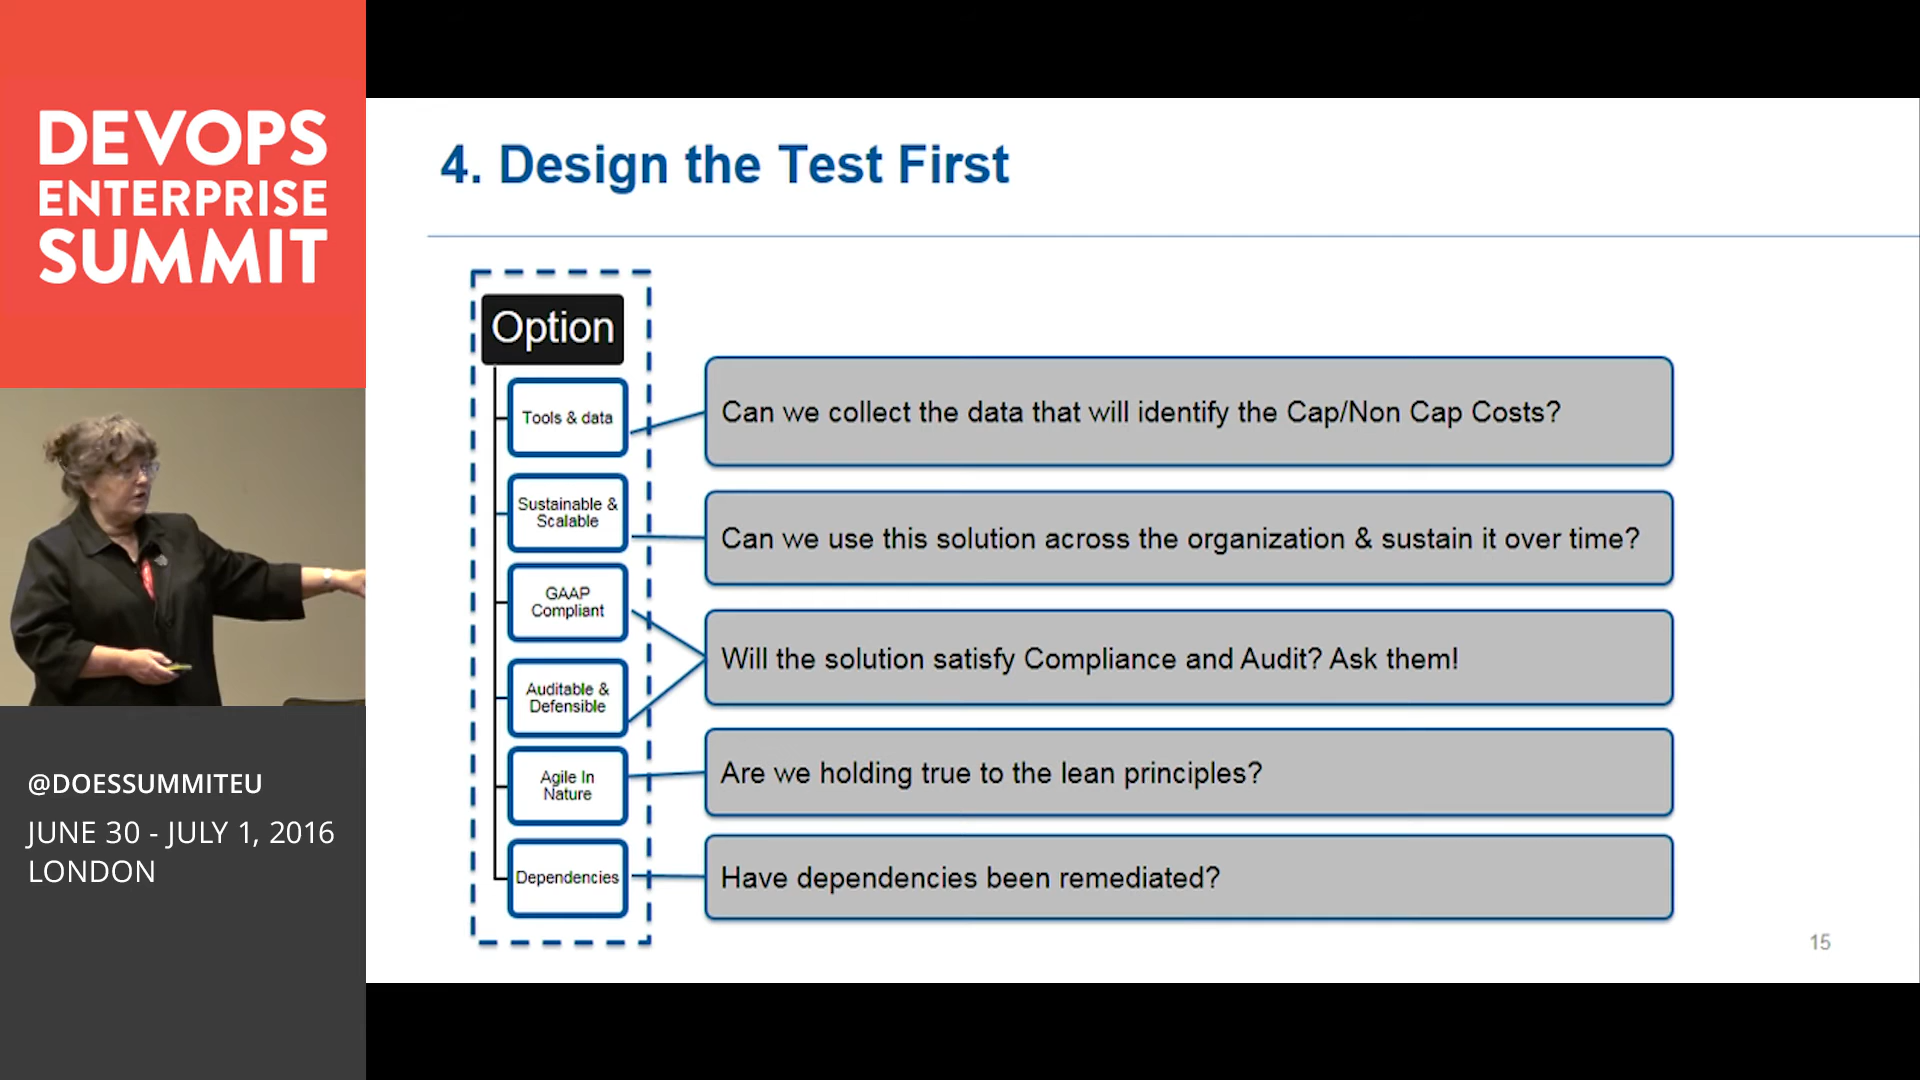 DEVOPS
ENTERPRISE
SUMMIT
@DOESSUMMITEU
JUNE 30 - JULY 1, 2016
LONDON
4. Design the Test First
Option
Tools & data
Can we collect the data that will identify the Cap/Non Cap Costs?
Sustainable &
Scalable
Can we use this solution across the organization & sustain it over time?
GAAP
Compliant
Auditable &
Defensible
Will the solution satisfy Compliance and Audit? Ask them!
Agile In
Nature
Are we holding true to the lean principles?
Dependencies
Have dependencies been remediated?
15